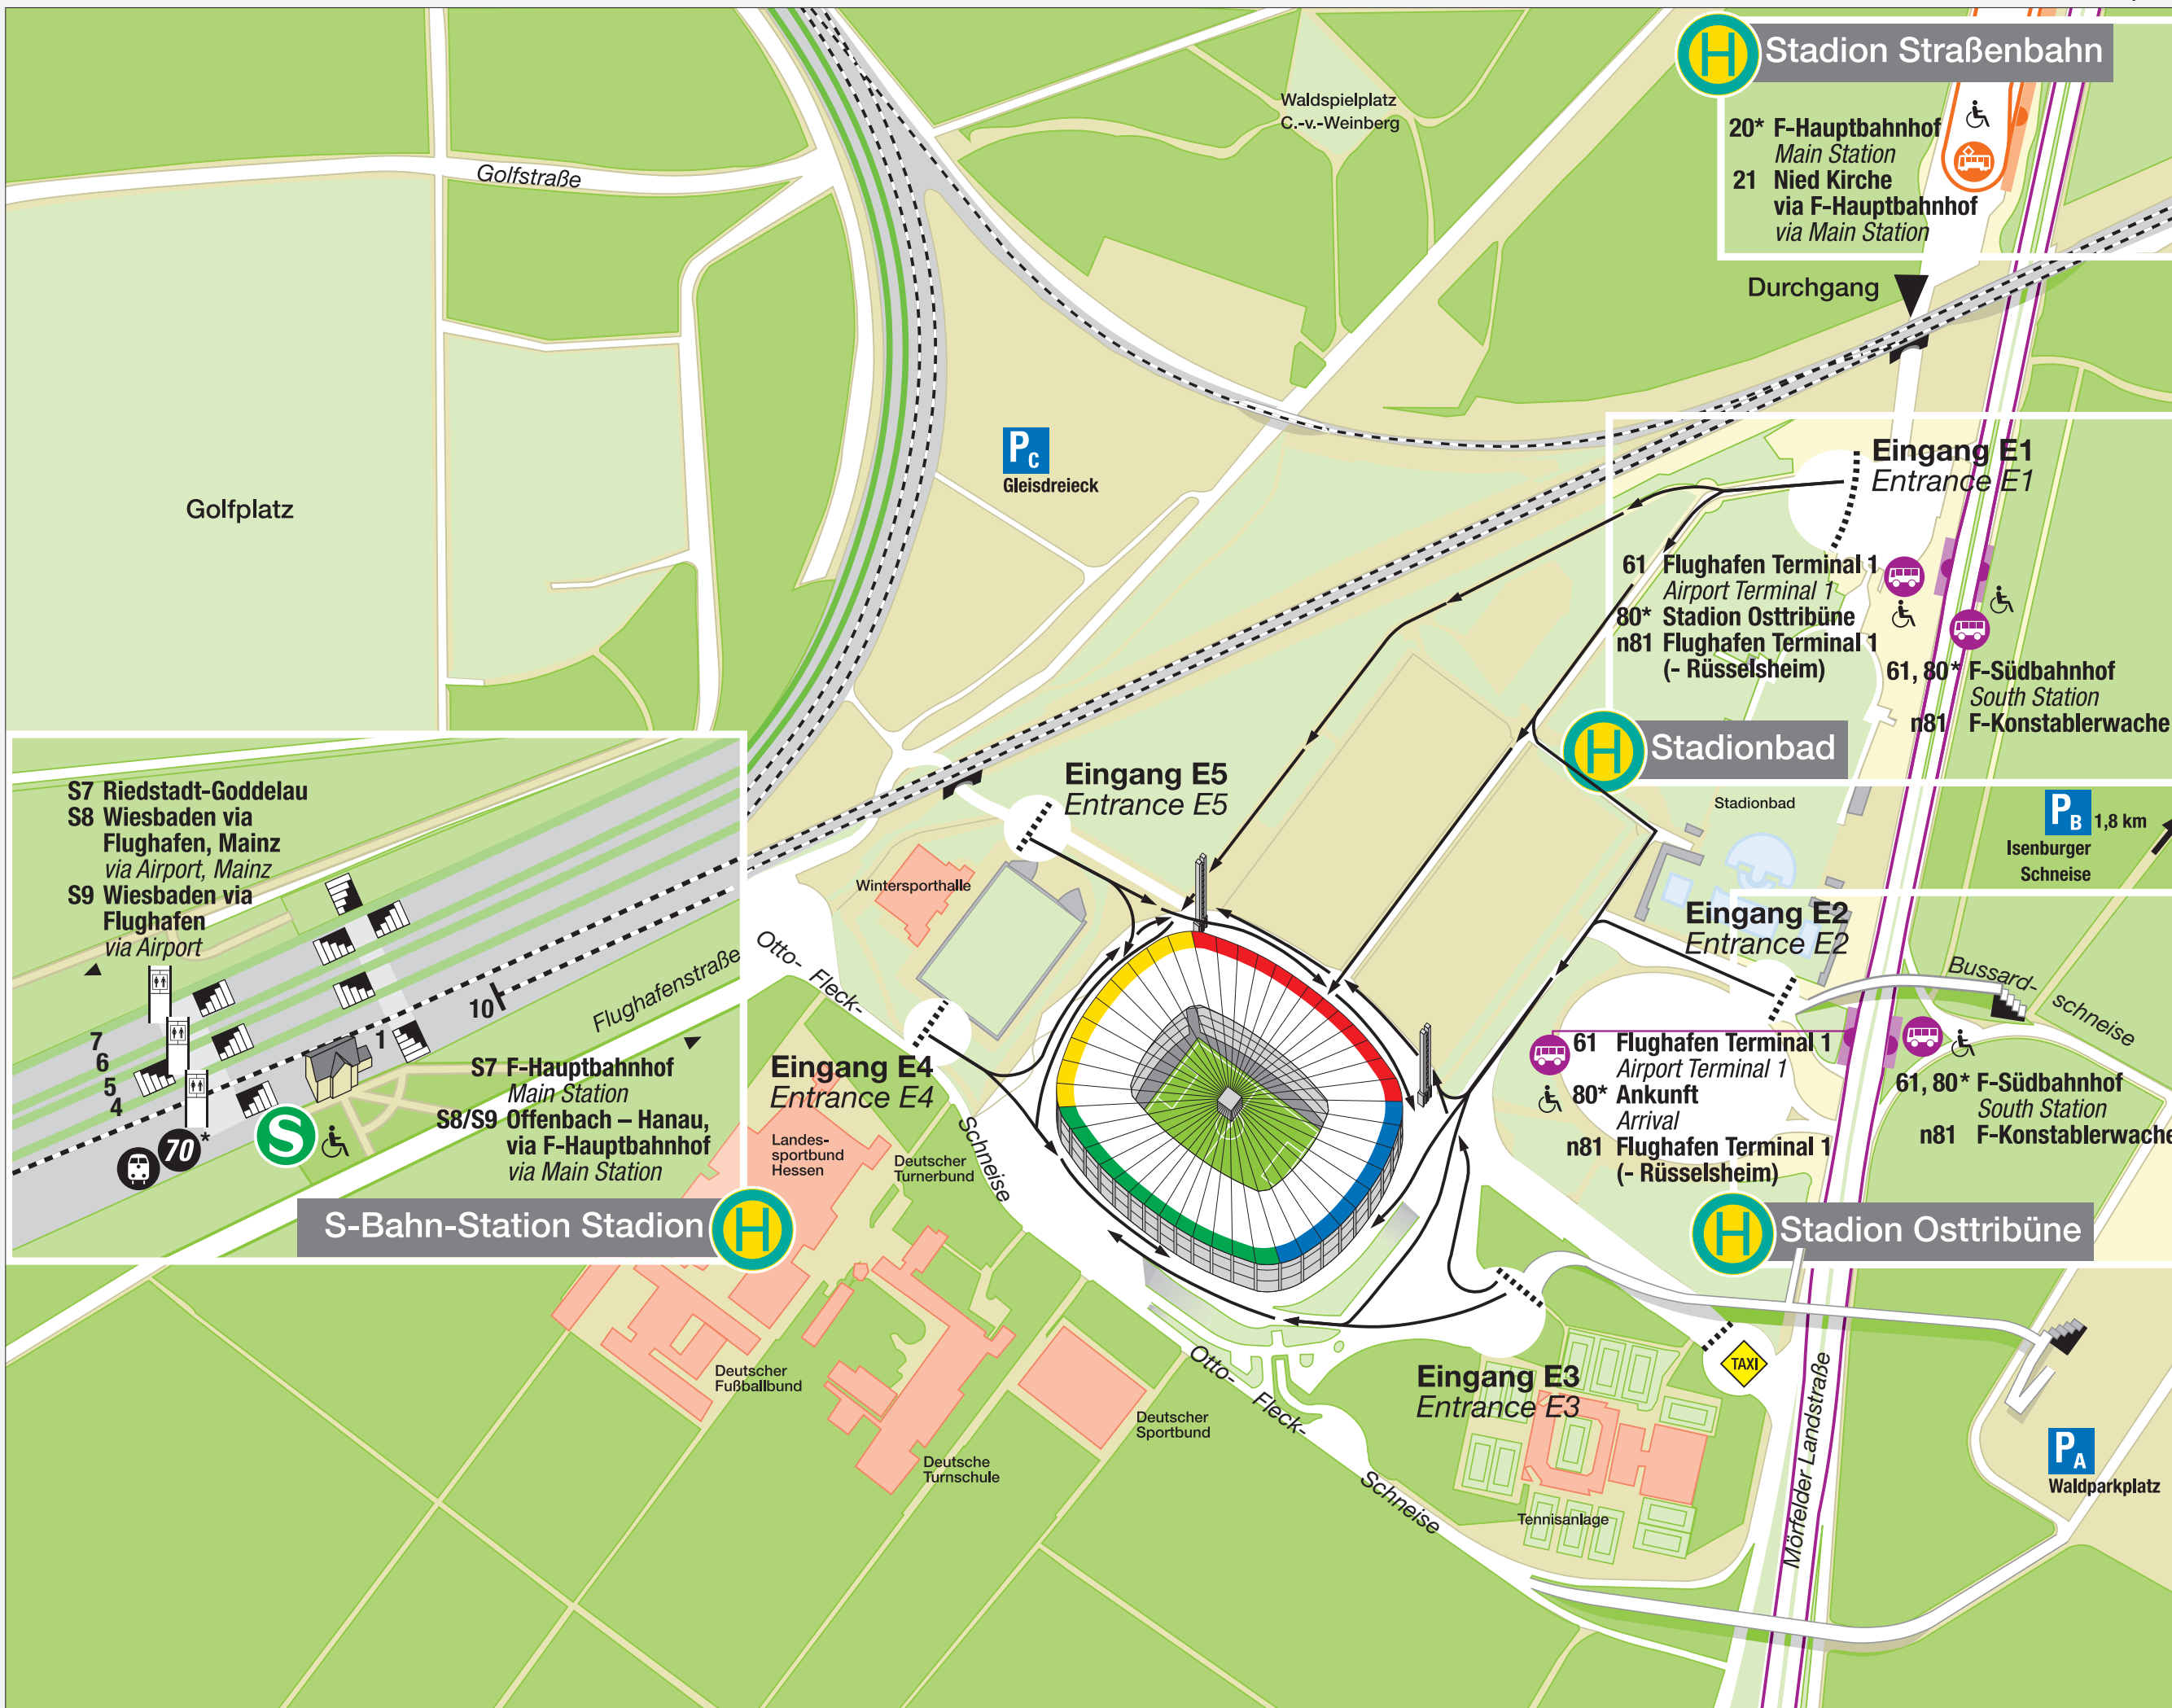 H Stadion Straßenbahn
20* F-Hauptbahnhof
Main Station
21 Nied Kirche
via F-Hauptbahnhof
via Main Station
Durchgang
Waldspielplatz
C.-v.-Weinberg
Golfstraße
Golfplatz
P C
Gleisdreieck
Eingang E1
Entrance E1
61 Flughafen Terminal 1
Airport Terminal 1
80* Stadion Osttribüne
n81 Flughafen Terminal 1
(- Rüsselsheim)
61, 80* F-Südbahnhof
South Station
n81 F-Konstablerwache
H Stadionbad
Stadionbad
P B 1,8 km
Isenburger
Schneise
Eingang E5
Entrance E5
Wintersporthalle
S7 Riedstadt-Goddelau
S8 Wiesbaden via
Flughafen, Mainz
via Airport, Mainz
S9 Wiesbaden via
Flughafen
via Airport
7
6
5
4
1
10
70*
S
Flughafenstraße
S7 F-Hauptbahnhof
Main Station
S8/S9 Offenbach – Hanau,
via F-Hauptbahnhof
via Main Station
S-Bahn-Station Stadion H
Otto- Fleck-
Schneise
Eingang E4
Entrance E4
Landes-
sportbund
Hessen
Deutscher
Turnerbund
Eingang E2
Entrance E2
Bussard-
schneise
61 Flughafen Terminal 1
Airport Terminal 1
80* Ankunft
Arrival
n81 Flughafen Terminal 1
(- Rüsselsheim)
61, 80* F-Südbahnhof
South Station
n81 F-Konstablerwache
H Stadion Osttribüne
Deutscher
Fußballbund
Deutsche
Turnschule
Deutscher
Sportbund
Otto- Fleck-
Schneise
Eingang E3
Entrance E3
TAXI
Tennisanlage
Mörfelder Landstraße
P A
Waldparkplatz